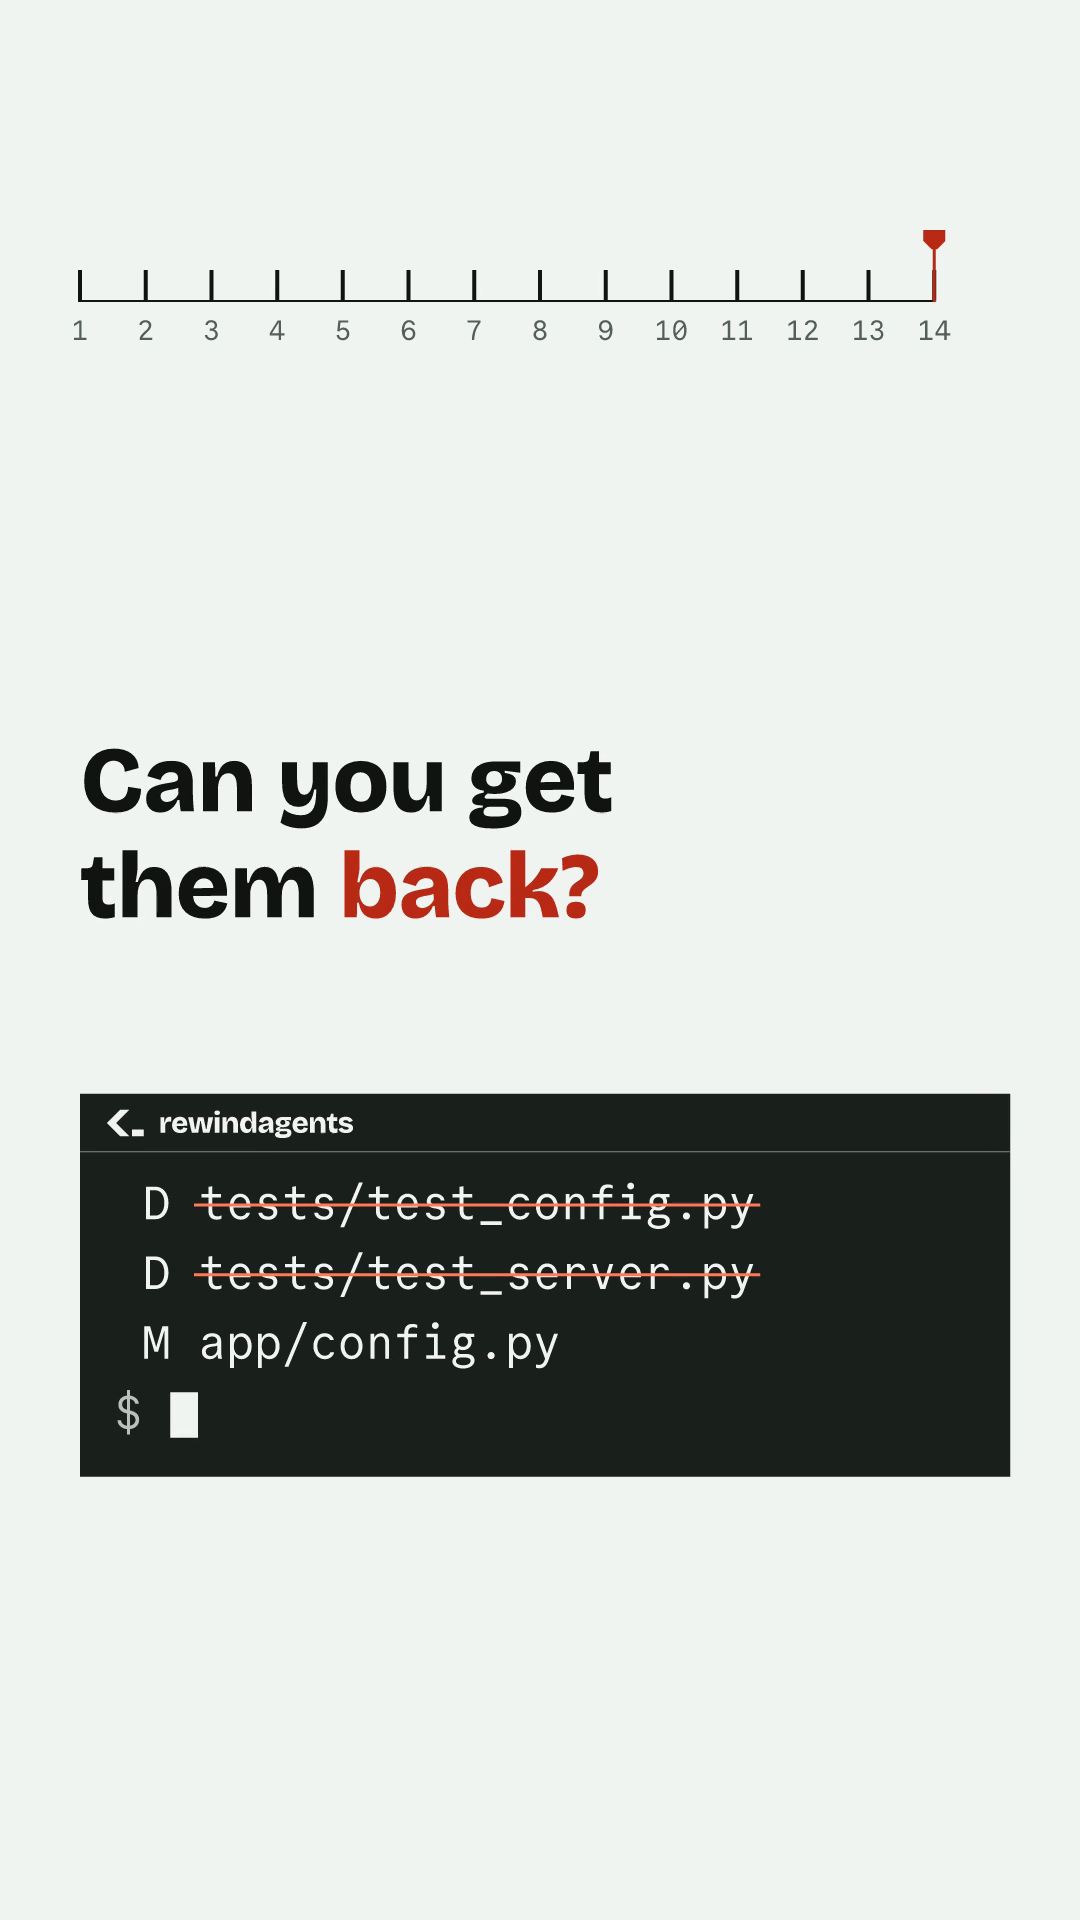 1 2 3 4 5 6 7 8 9 10 11 12 13 14
Can you get
them back?
rewindagents
D tests/test_config.py
D tests/test_server.py
M app/config.py
$